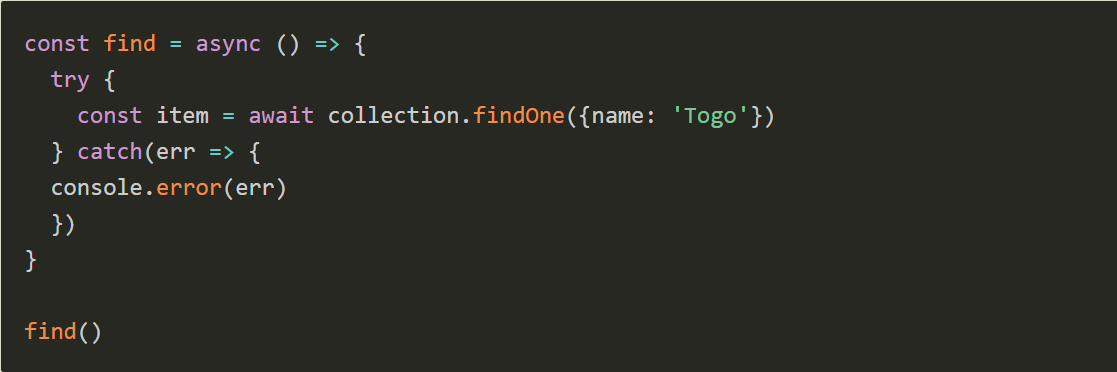 const find = async () => {
  try {
    const item = await collection.findOne({name: 'Togo'})
  } catch(err => {
  console.error(err)
  })
}

find()